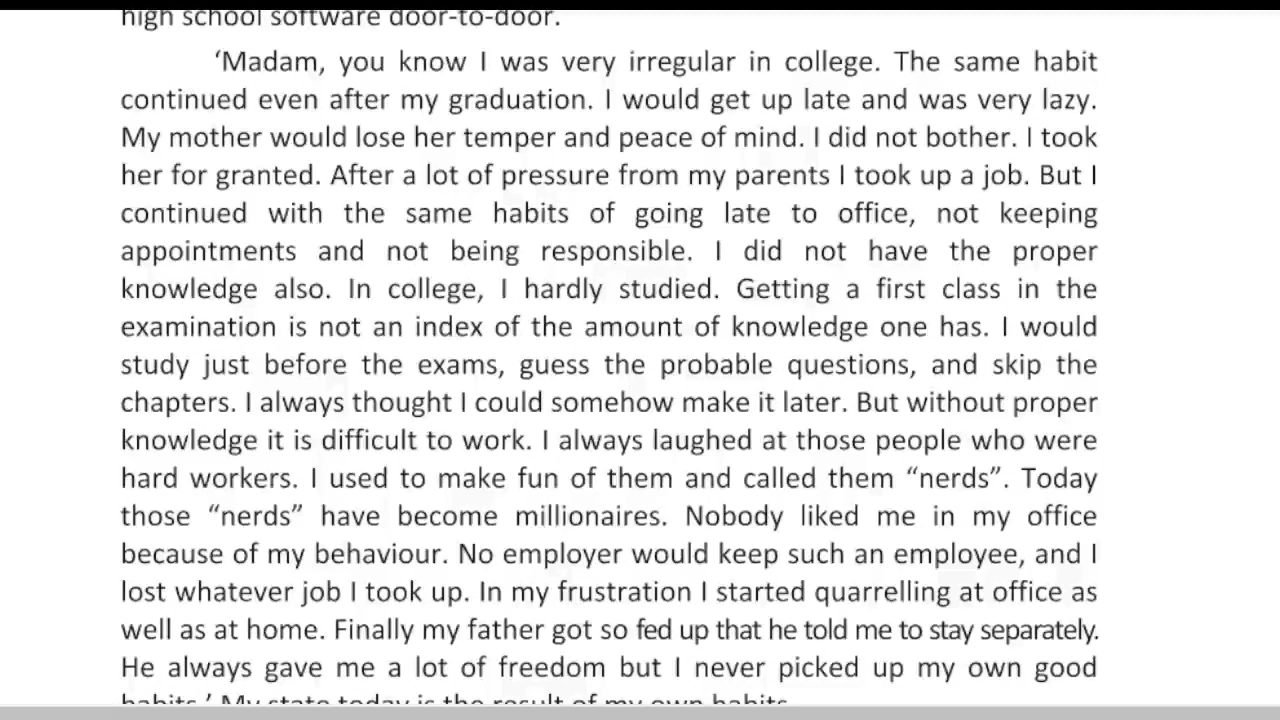 high school software door-to-door.
‘Madam, you know I was very irregular in college. The same habit
continued even after my graduation. I would get up late and was very lazy.
My mother would lose her temper and peace of mind. I did not bother. I took
her for granted. After a lot of pressure from my parents I took up a job. But I
continued with the same habits of going late to office, not keeping
appointments and not being responsible. I did not have the proper
knowledge also. In college, I hardly studied. Getting a first class in the
examination is not an index of the amount of knowledge one has. I would
study just before the exams, guess the probable questions, and skip the
chapters. I always thought I could somehow make it later. But without proper
knowledge it is difficult to work. I always laughed at those people who were
hard workers. I used to make fun of them and called them “nerds”. Today
those “nerds” have become millionaires. Nobody liked me in my office
because of my behaviour. No employer would keep such an employee, and I
lost whatever job I took up. In my frustration I started quarrelling at office as
well as at home. Finally my father got so fed up that he told me to stay separately.
He always gave me a lot of freedom but I never picked up my own good
habits.’ My state today is the result of my own habits